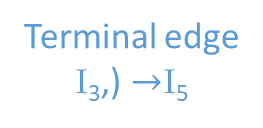 Terminal edge
I₃,) →I₅